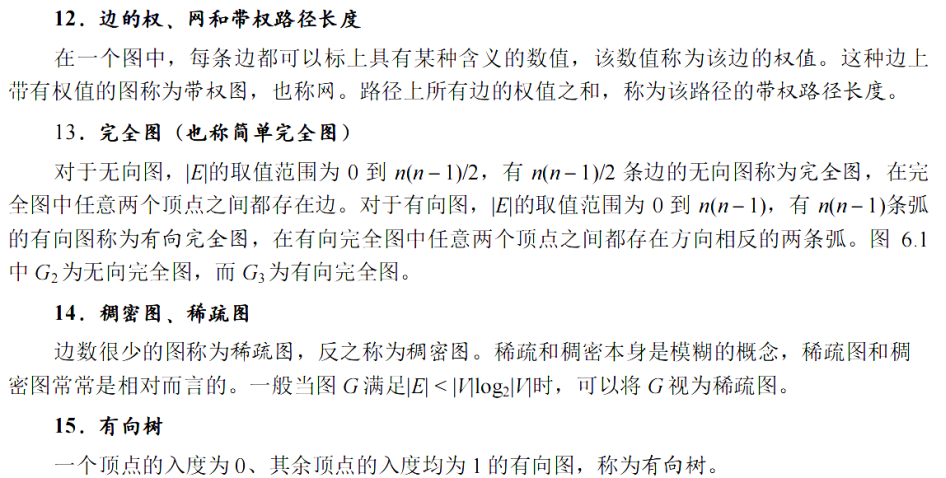 12．边的权、网和带权路径长度
在一个图中，每条边都可以标上具有某种含义的数值，该数值称为该边的权值。这种边上
带有权值的图称为带权图，也称网。路径上所有边的权值之和，称为该路径的带权路径长度。
13．完全图（也称简单完全图）
对于无向图，|E|的取值范围为 0 到 n(n − 1)/2，有 n(n − 1)/2 条边的无向图称为完全图，在完
全图中任意两个顶点之间都存在边。对于有向图，|E|的取值范围为 0 到 n(n − 1)，有 n(n − 1)条弧
的有向图称为有向完全图，在有向完全图中任意两个顶点之间都存在方向相反的两条弧。图 6.1
中 G₂为无向完全图，而 G₃为有向完全图。
14．稠密图、稀疏图
边数很少的图称为稀疏图，反之称为稠密图。稀疏和稠密本身是模糊的概念，稀疏图和稠
密图常常是相对而言的。一般当图 G 满足|E| < |V|log₂|V|时，可以将 G 视为稀疏图。
15．有向树
一个顶点的入度为 0、其余顶点的入度均为 1 的有向图，称为有向树。